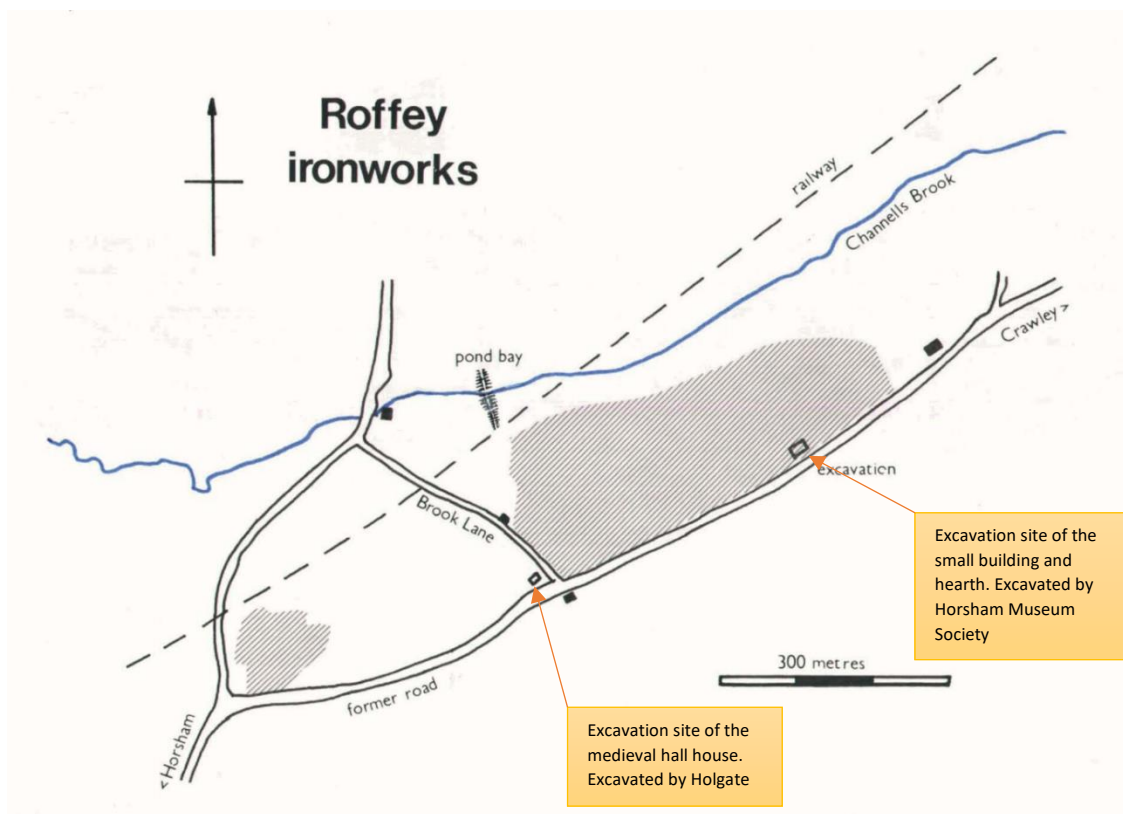 Roffey
ironworks
railway
Channells Brook
pond bay
Crawley >
excavation
Brook Lane
Excavation site of the
small building and
hearth. Excavated by
Horsham Museum
Society
300 metres
former road
< Horsham
Excavation site of the
medieval hall house.
Excavated by Holgate